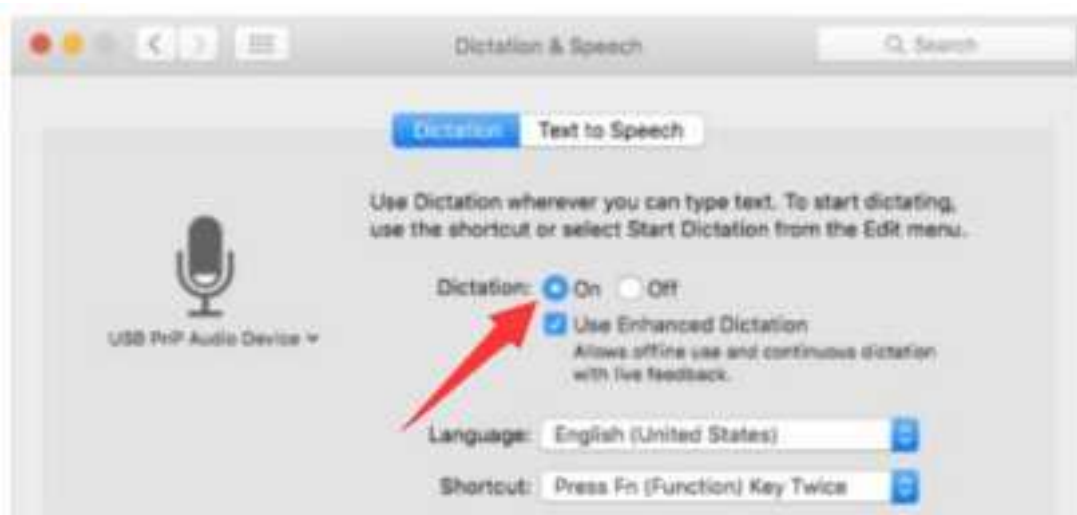 Dictation & Speech
Search
Dictation
Text to Speech
Use Dictation wherever you can type text. To start dictating,
use the shortcut or select Start Dictation from the Edit menu.
Dictation: On Off
Use Enhanced Dictation
Allows offline use and continuous dictation
with live feedback.
USB PnP Audio Device
Language: English (United States)
Shortcut: Press Fn (Function) Key Twice